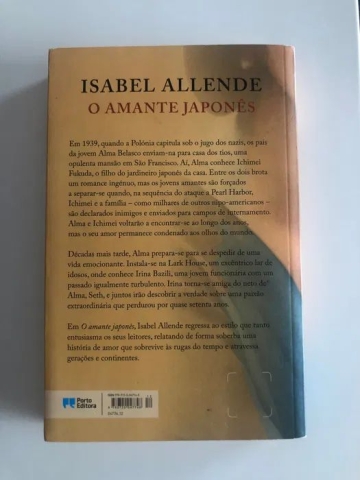 ISABEL ALLENDE
O AMANTE JAPONÊS
Em 1939, quando a Polónia capitula sob o jugo dos nazis, os pais
da jovem Alma Belasco enviam-na para casa dos tios, uma
opulenta mansão em São Francisco. Aí, Alma conhece Ichimei
Fukuda, o filho do jardineiro japonês da casa. Entre os dois brota
um romance ingénuo, mas os jovens amantes são forçados
a separar-se quando, na sequência do ataque a Pearl Harbor,
Ichimei e a família – como milhares de outros nipo-americanos –
são declarados inimigos e enviados para campos de internamento.
Alma e Ichimei voltarão a encontrar-se ao longo dos anos,
mas o seu amor permanece condenado aos olhos do mundo.
Décadas mais tarde, Alma prepara-se para se despedir de uma
vida emocionante. Instala-se na Lark House, um excêntrico lar de
idosos, onde conhece Irina Bazili, uma jovem funcionária com um
passado igualmente turbulento. Irina torna-se amiga do neto de
Alma, Seth, e juntos irão descobrir a verdade sobre uma paixão
extraordinária que perdurou por quase setenta anos.
Em O amante japonês, Isabel Allende regressa ao estilo que tanto
entusiasma os seus leitores, relatando de forma soberba uma
história de amor que sobrevive às rugas do tempo e atravessa
gerações e continentes.
Porto
Editora